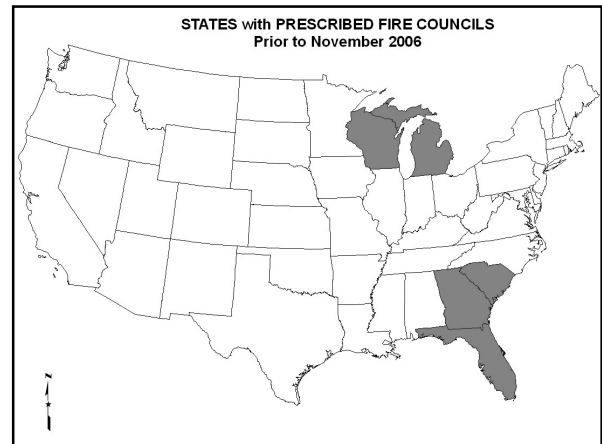 STATES with PRESCRIBED FIRE COUNCILS
Prior to November 2006
N